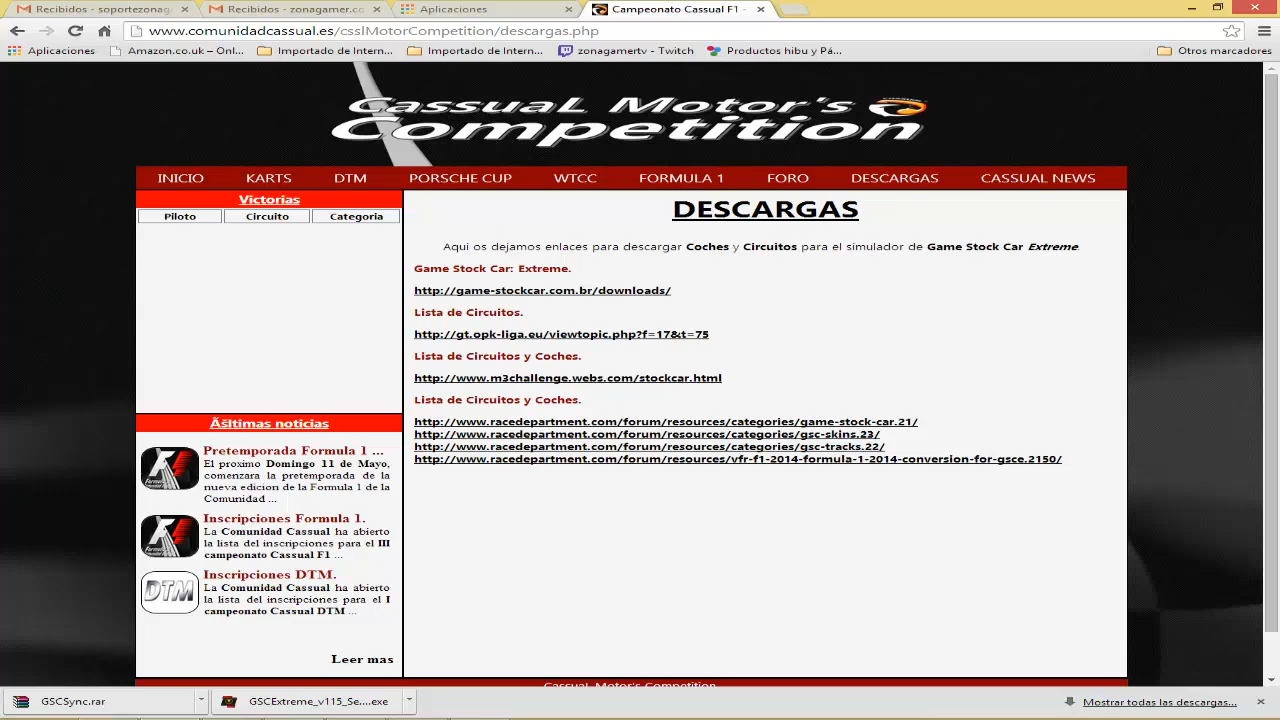 Recibidos - soportezonag
Recibidos - zonagamer.co
Aplicaciones
Campeonato Cassual F1 -
www.comunidadcassual.es/csslMotorCompetition/descargas.php
Aplicaciones
Amazon.co.uk – Onl...
Importado de Intern...
Importado de Intern...
zonagamertv - Twitch
Productos hibu y Pá...
Otros marcadores
CassuaL Motor's
Competition
INICIO KARTS DTM PORSCHE CUP WTCC FORMULA 1 FORO DESCARGAS CASSUAL NEWS
Victorias
Piloto Circuito Categoria
DESCARGAS
Aqui os dejamos enlaces para descargar Coches y Circuitos para el simulador de Game Stock Car Extreme.
Game Stock Car: Extreme.
http://game-stockcar.com.br/downloads/
Lista de Circuitos.
http://gt.opk-liga.eu/viewtopic.php?f=17&t=75
Lista de Circuitos y Coches.
http://www.m3challenge.webs.com/stockcar.html
Lista de Circuitos y Coches.
http://www.racedepartment.com/forum/resources/categories/game-stock-car.21/
http://www.racedepartment.com/forum/resources/categories/gsc-skins.23/
http://www.racedepartment.com/forum/resources/categories/gsc-tracks.22/
http://www.racedepartment.com/forum/resources/vfr-f1-2014-formula-1-2014-conversion-for-gsce.2150/
Ãšltimas noticias
Pretemporada Formula 1 ...
El proximo Domingo 11 de Mayo,
comenzara la pretemporada de la
nueva edicion de la Formula 1 de la
Comunidad ...
Inscripciones Formula 1.
La Comunidad Cassual ha abierto
la lista del inscripciones para el III
campeonato Cassual F1 ...
Inscripciones DTM.
La Comunidad Cassual ha abierto
la lista del inscripciones para el I
campeonato Cassual DTM ...
DTM
Leer mas
Cassual Motor's Competition
GSCSync.rar
GSCExtreme_v115_Se....exe
Mostrar todas las descargas...